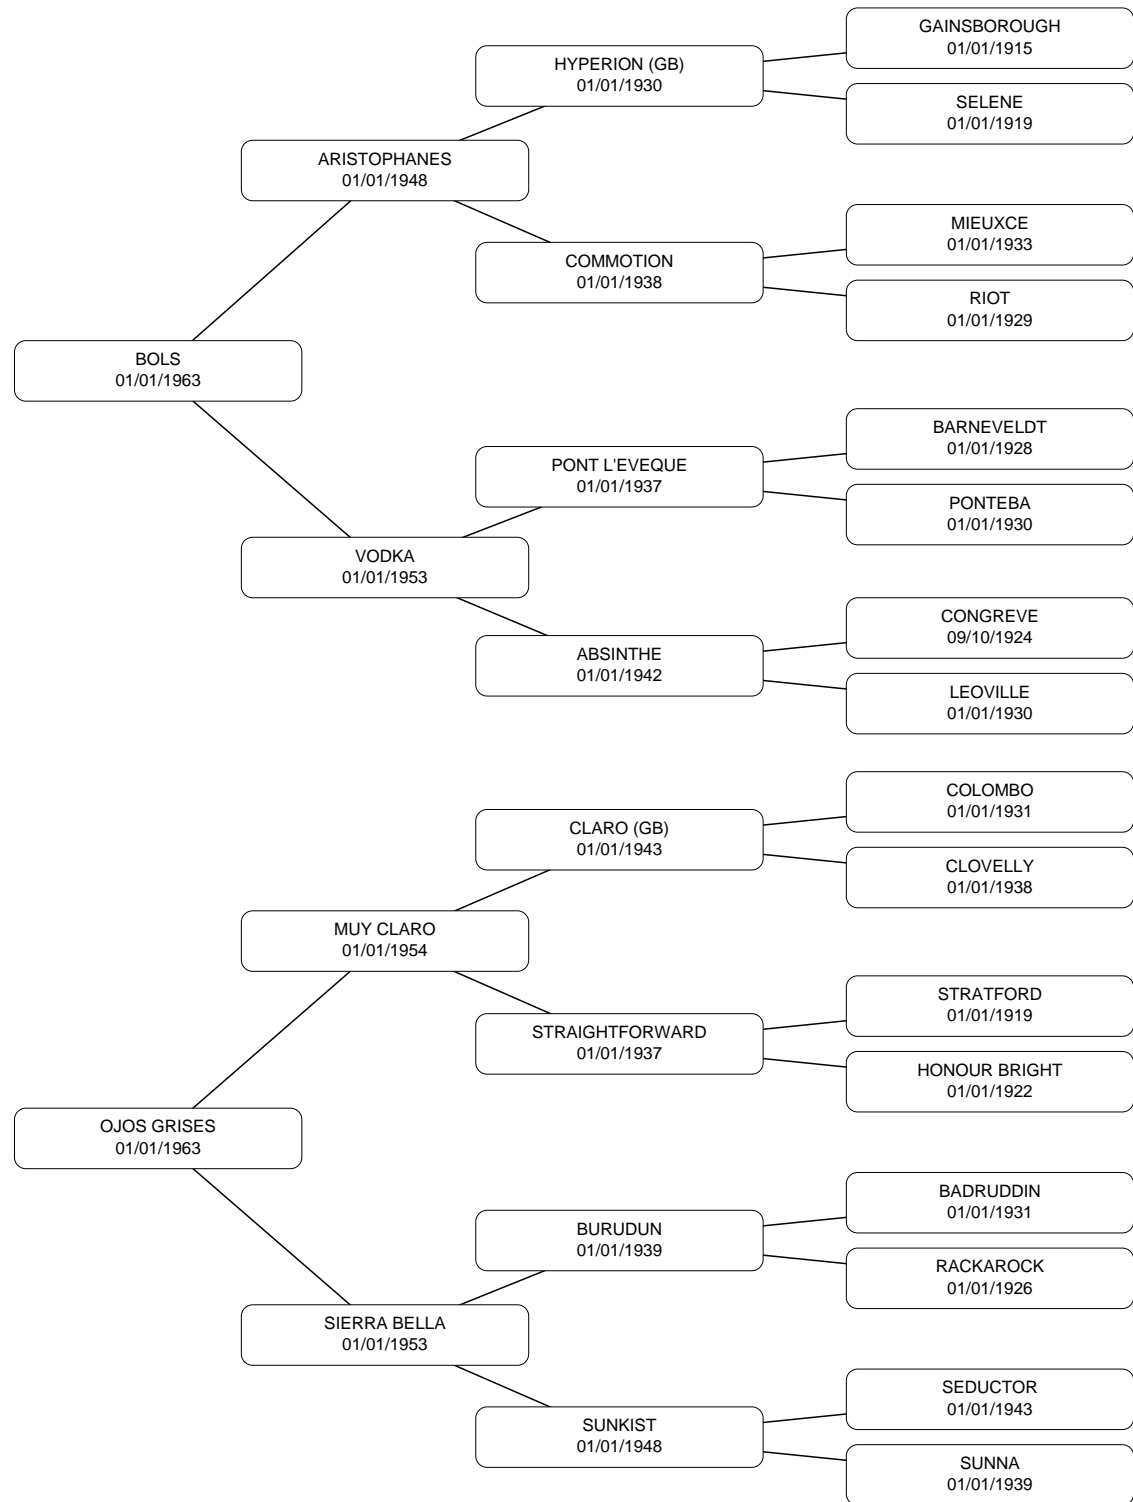 GAINSBOROUGH
01/01/1915
HYPERION (GB)
01/01/1930
SELENE
01/01/1919
ARISTOPHANES
01/01/1948
MIEUXCE
01/01/1933
COMMOTION
01/01/1938
RIOT
01/01/1929
BOLS
01/01/1963
BARNEVELDT
01/01/1928
PONT L'EVEQUE
01/01/1937
PONTEBA
01/01/1930
VODKA
01/01/1953
CONGREVE
09/10/1924
ABSINTHE
01/01/1942
LEOVILLE
01/01/1930
COLOMBO
01/01/1931
CLARO (GB)
01/01/1943
CLOVELLY
01/01/1938
MUY CLARO
01/01/1954
STRATFORD
01/01/1919
STRAIGHTFORWARD
01/01/1937
HONOUR BRIGHT
01/01/1922
OJOS GRISES
01/01/1963
BADRUDDIN
01/01/1931
BURUDUN
01/01/1939
RACKAROCK
01/01/1926
SIERRA BELLA
01/01/1953
SEDUCTOR
01/01/1943
SUNKIST
01/01/1948
SUNNA
01/01/1939